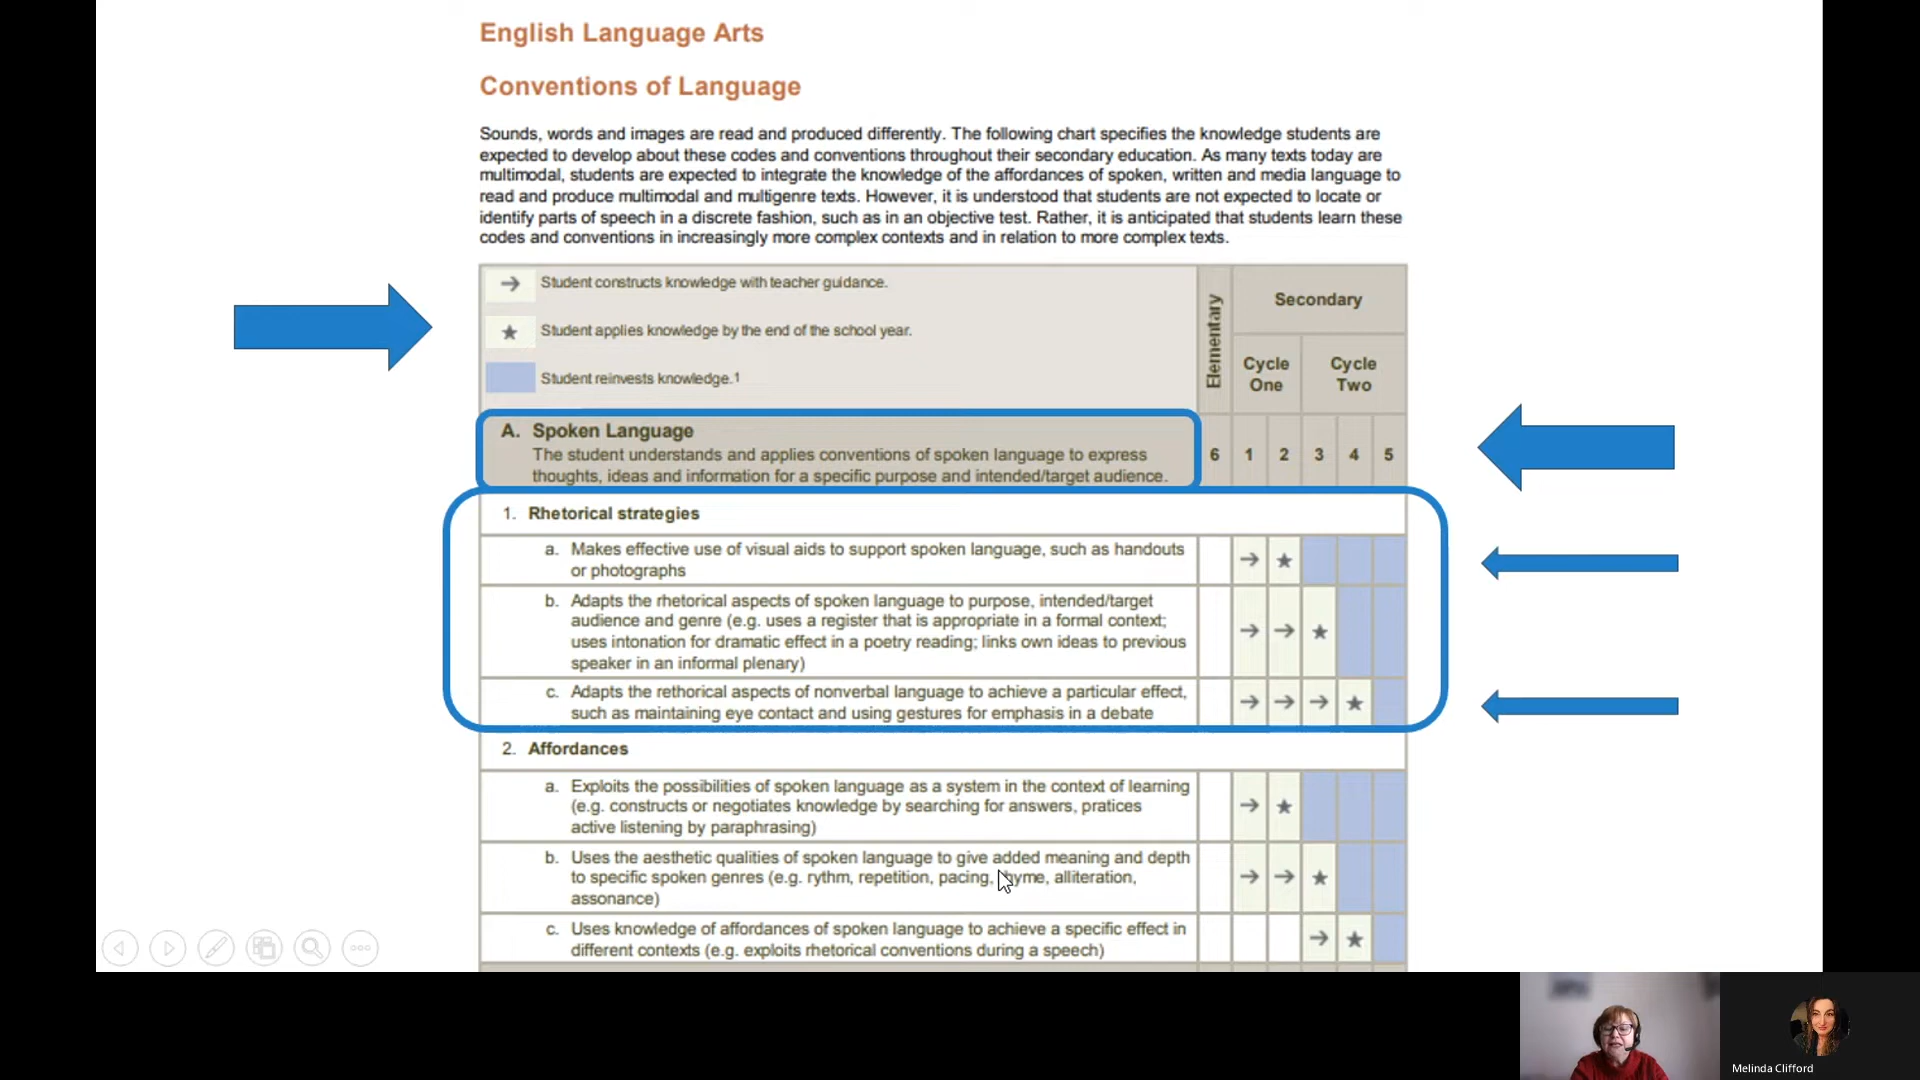 English Language Arts
Conventions of Language
Sounds, words and images are read and produced differently. The following chart specifies the knowledge students are
expected to develop about these codes and conventions throughout their secondary education. As many texts today are
multimodal, students are expected to integrate the knowledge of the affordances of spoken, written and media language to
read and produce multimodal and multigenre texts. However, it is understood that students are not expected to locate or
identify parts of speech in a discrete fashion, such as in an objective test. Rather, it is anticipated that students learn these
codes and conventions in increasingly more complex contexts and in relation to more complex texts.
→ Student constructs knowledge with teacher guidance.
★ Student applies knowledge by the end of the school year.
Student reinvests knowledge.1
Elementary
Secondary
Cycle One
Cycle Two
A. Spoken Language
The student understands and applies conventions of spoken language to express
thoughts, ideas and information for a specific purpose and intended/target audience.
6 1 2 3 4 5
1. Rhetorical strategies
a. Makes effective use of visual aids to support spoken language, such as handouts
or photographs
→ ★
b. Adapts the rhetorical aspects of spoken language to purpose, intended/target
audience and genre (e.g. uses a register that is appropriate in a formal context;
uses intonation for dramatic effect in a poetry reading; links own ideas to previous
speaker in an informal plenary)
→ → ★
c. Adapts the rethorical aspects of nonverbal language to achieve a particular effect,
such as maintaining eye contact and using gestures for emphasis in a debate
→ → → ★
2. Affordances
a. Exploits the possibilities of spoken language as a system in the context of learning
(e.g. constructs or negotiates knowledge by searching for answers, pratices
active listening by paraphrasing)
→ ★
b. Uses the aesthetic qualities of spoken language to give added meaning and depth
to specific spoken genres (e.g. rythm, repetition, pacing, rhyme, alliteration,
assonance)
→ → ★
c. Uses knowledge of affordances of spoken language to achieve a specific effect in
different contexts (e.g. exploits rhetorical conventions during a speech)
→ ★
Melinda Clifford